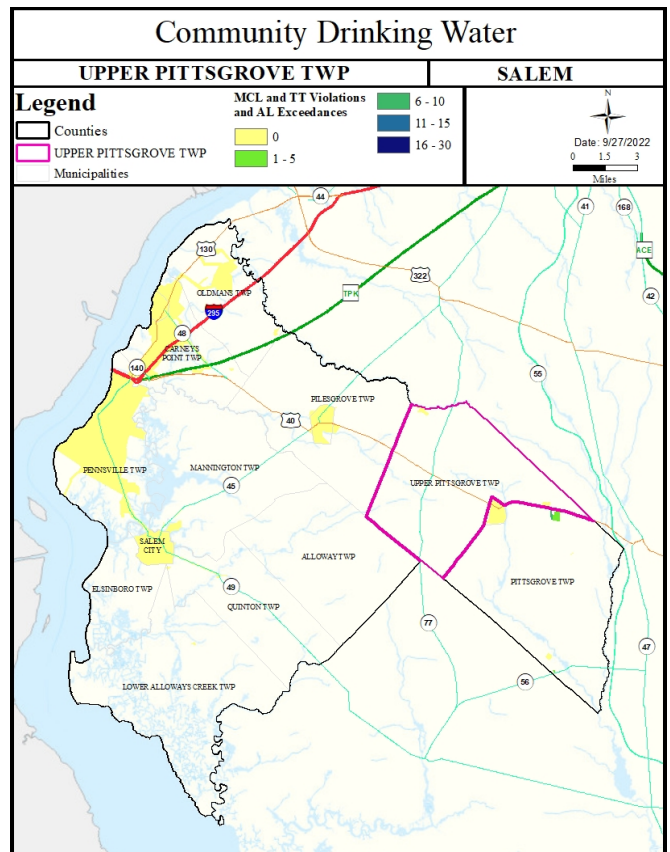 Community Drinking Water
UPPER PITTSGROVE TWP
SALEM
Legend
Counties
UPPER PITTSGROVE TWP
Municipalities
MCL and TT Violations
and AL Exceedances
0
1 - 5
6 - 10
11 - 15
16 - 30
N
Date: 9/27/2022
0 1.5 3
Miles
44
41
168
130
322
ACE
42
OLDMANS TWP
TPK
295
48
CARNEYS
POINT TWP
140
55
PILESGROVE TWP
40
PENNSVILLE TWP
MANNINGTON TWP
45
UPPER PITTSGROVE TWP
SALEM
CITY
ALLOWAY TWP
PITTSGROVE TWP
ELSINBORO TWP
49
QUINTON TWP
77
47
56
LOWER ALLOWAYS CREEK TWP